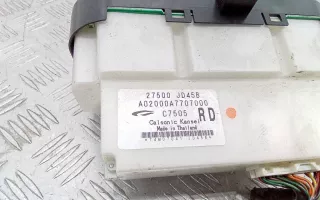 27500 JD45B
A02000A7707000
C7505 RD
Calsonic Kansei
Made in Thailand